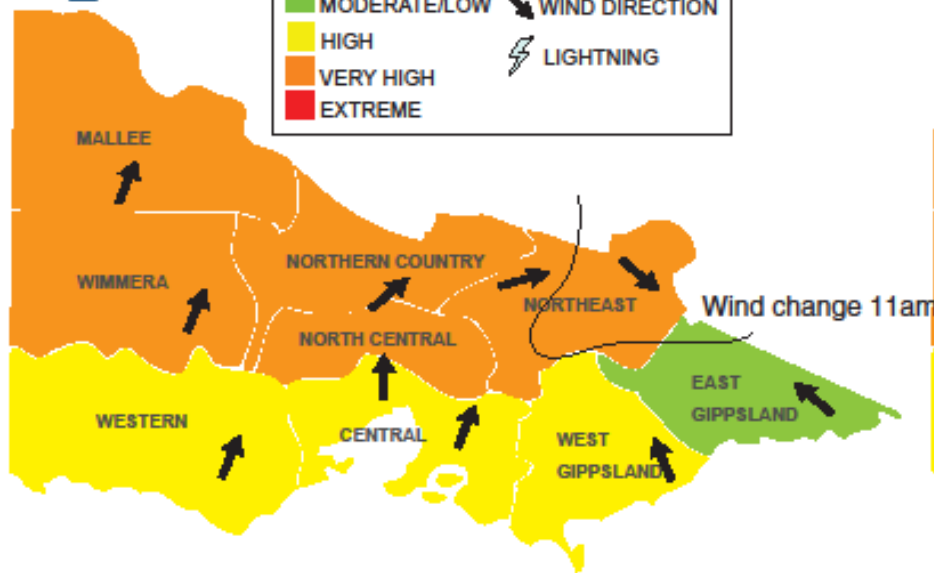 MODERATE/LOW
WIND DIRECTION
HIGH
LIGHTNING
VERY HIGH
EXTREME
MALLEE
WIMMERA
NORTHERN COUNTRY
NORTHEAST
Wind change 11am
NORTH CENTRAL
EAST
GIPPSLAND
WESTERN
CENTRAL
WEST
GIPPSLAND